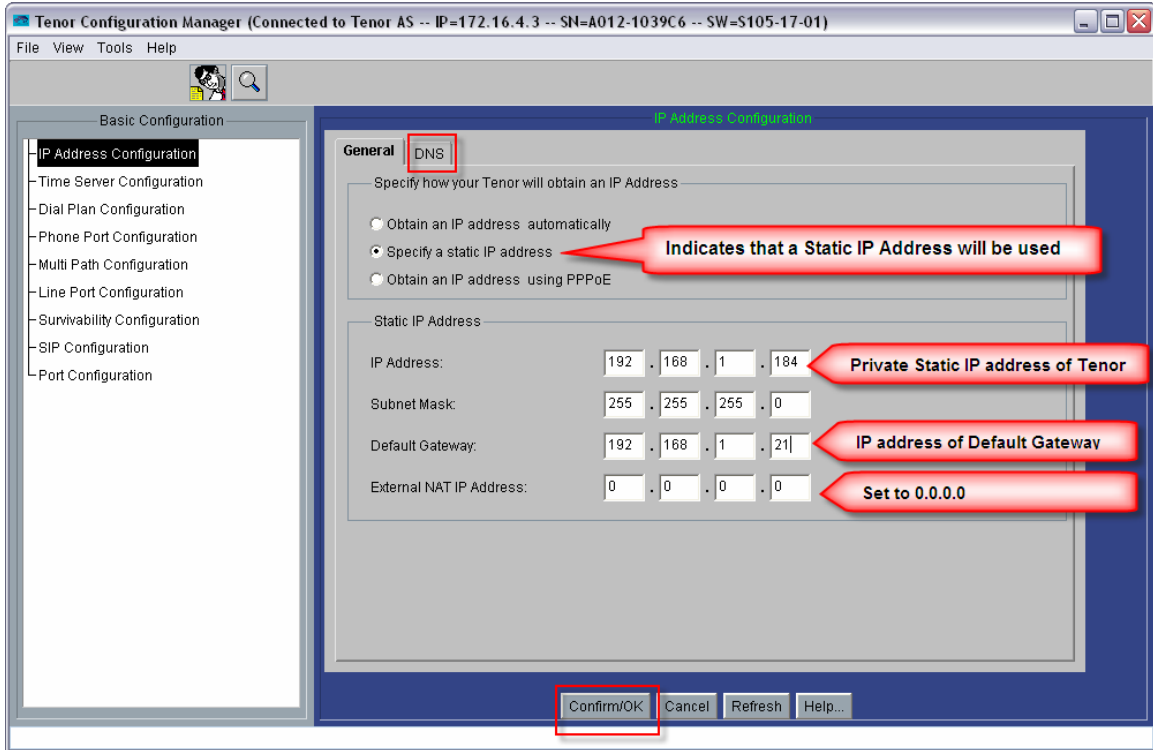 Tenor Configuration Manager (Connected to Tenor AS -- IP=172.16.4.3 -- SN=A012-1039C6 -- SW=S105-17-01)
File View Tools Help
Basic Configuration
IP Address Configuration
Time Server Configuration
Dial Plan Configuration
Phone Port Configuration
Multi Path Configuration
Line Port Configuration
Survivability Configuration
SIP Configuration
Port Configuration
IP Address Configuration
General DNS
Specify how your Tenor will obtain an IP Address
Obtain an IP address automatically
Specify a static IP address
Indicates that a Static IP Address will be used
Obtain an IP address using PPPoE
Static IP Address
IP Address: 192 . 168 . 1 . 184
Private Static IP address of Tenor
Subnet Mask: 255 . 255 . 255 . 0
Default Gateway: 192 . 168 . 1 . 21
IP address of Default Gateway
External NAT IP Address: 0 . 0 . 0 . 0
Set to 0.0.0.0
Confirm/OK Cancel Refresh Help...